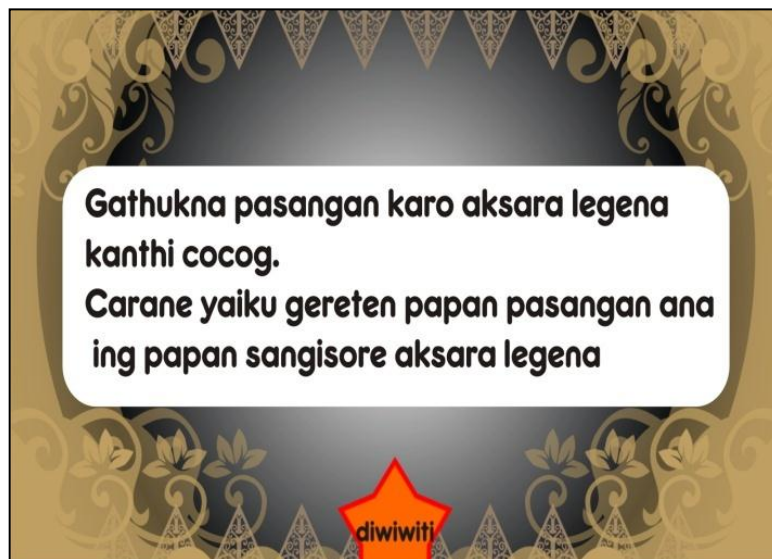 Gathukna pasangan karo aksara legena
kanthi cocog.
Carane yaiku gereten papan pasangan ana
ing papan sangisore aksara legena
diwiwiti